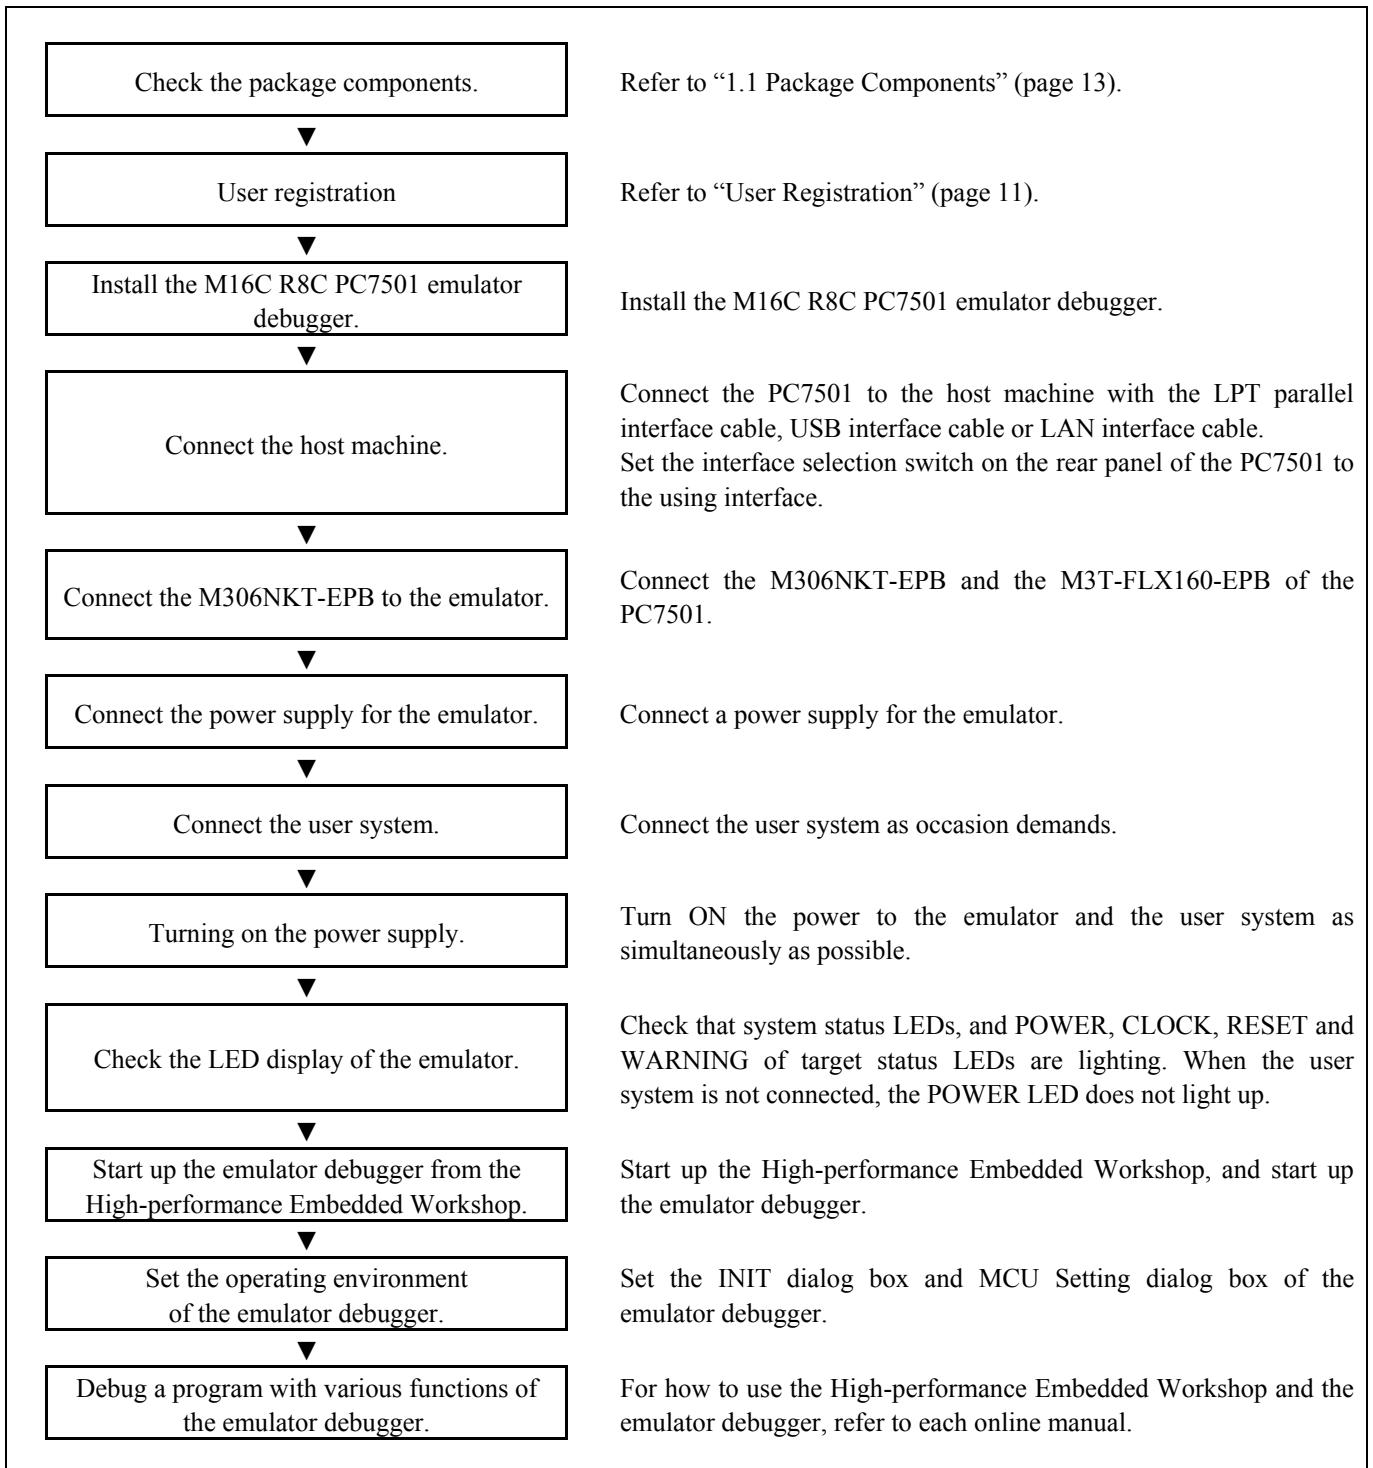 Check the package components.
Refer to “1.1 Package Components” (page 13).
▼
User registration
Refer to “User Registration” (page 11).
▼
Install the M16C R8C PC7501 emulator
debugger.
Install the M16C R8C PC7501 emulator debugger.
▼
Connect the host machine.
Connect the PC7501 to the host machine with the LPT parallel
interface cable, USB interface cable or LAN interface cable.
Set the interface selection switch on the rear panel of the PC7501 to
the using interface.
▼
Connect the M306NKT-EPB to the emulator.
Connect the M306NKT-EPB and the M3T-FLX160-EPB of the
PC7501.
▼
Connect the power supply for the emulator.
Connect a power supply for the emulator.
▼
Connect the user system.
Connect the user system as occasion demands.
▼
Turning on the power supply.
Turn ON the power to the emulator and the user system as
simultaneously as possible.
▼
Check the LED display of the emulator.
Check that system status LEDs, and POWER, CLOCK, RESET and
WARNING of target status LEDs are lighting. When the user
system is not connected, the POWER LED does not light up.
▼
Start up the emulator debugger from the
High-performance Embedded Workshop.
Start up the High-performance Embedded Workshop, and start up
the emulator debugger.
▼
Set the operating environment
of the emulator debugger.
Set the INIT dialog box and MCU Setting dialog box of the
emulator debugger.
▼
Debug a program with various functions of
the emulator debugger.
For how to use the High-performance Embedded Workshop and the
emulator debugger, refer to each online manual.